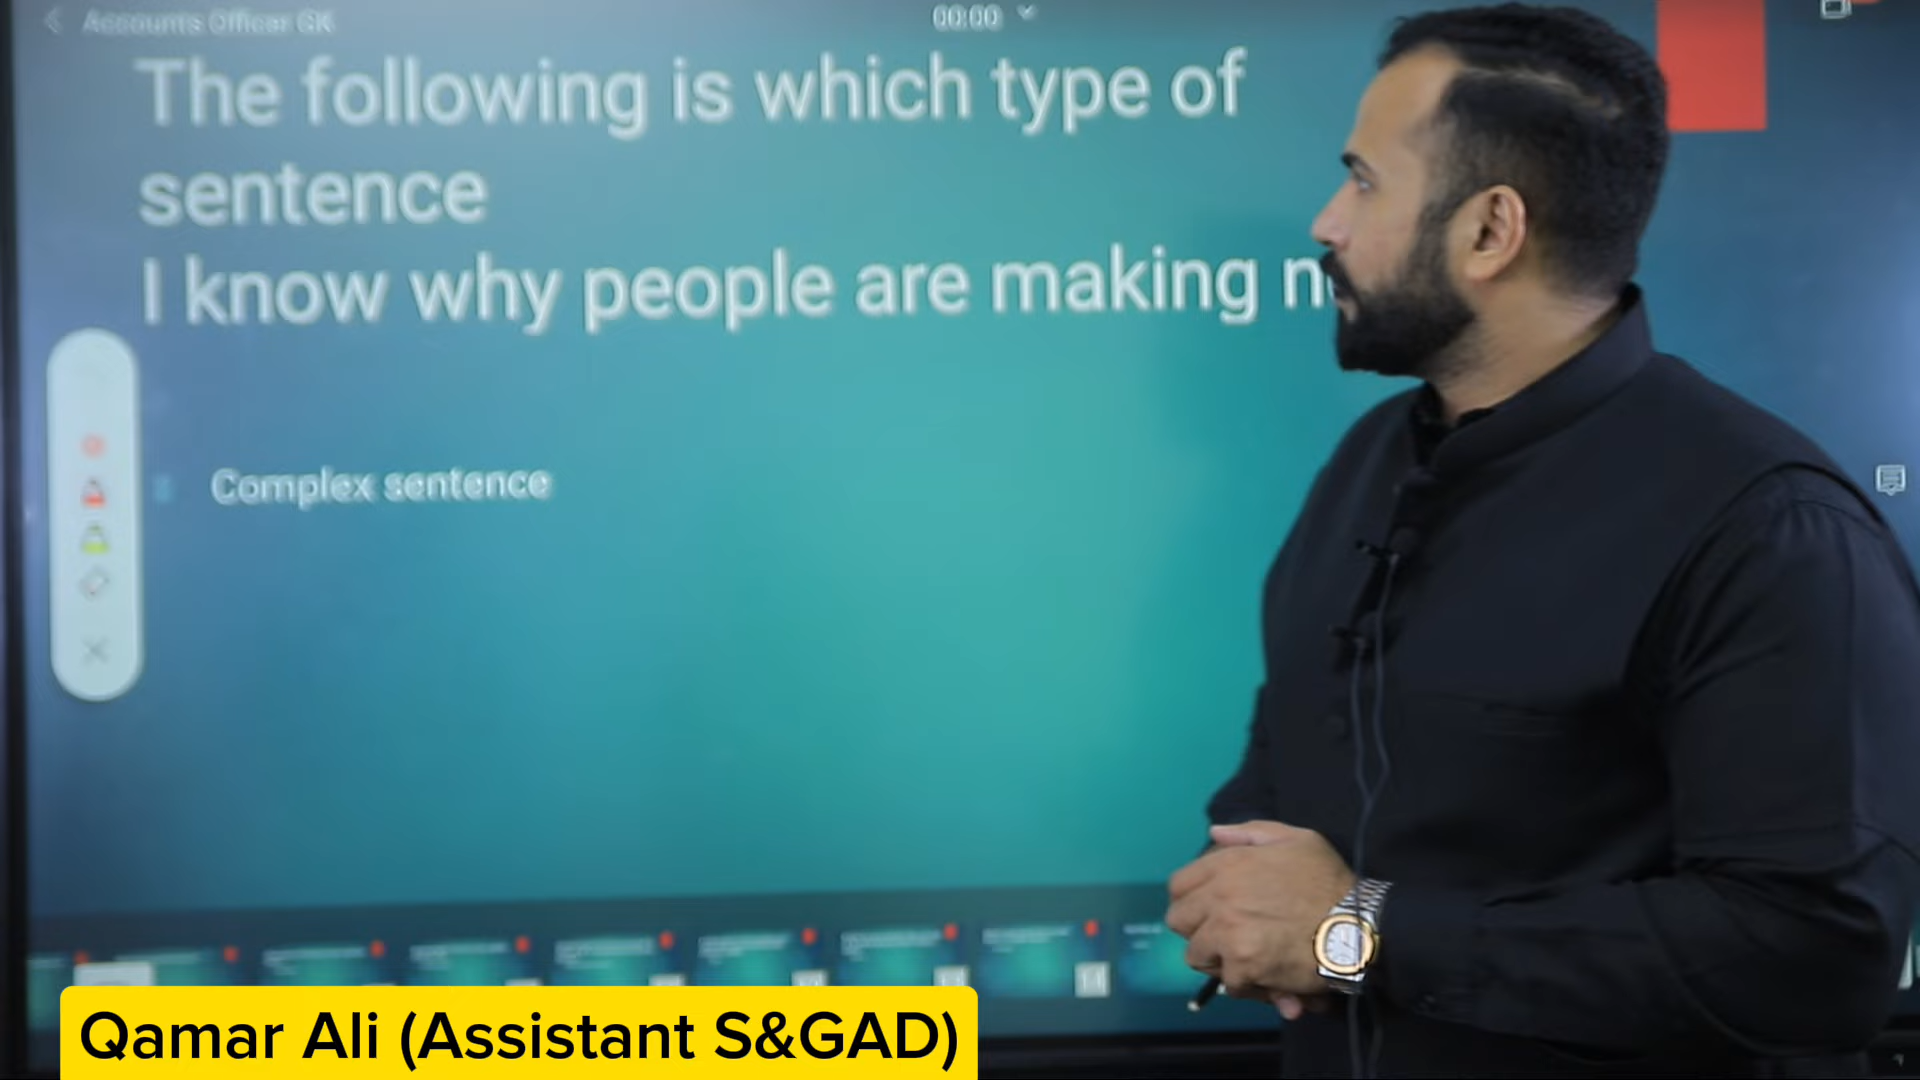 Accounts Officer GK
00:00
The following is which type of
sentence
I know why people are making
Complex sentence
Qamar Ali (Assistant S&GAD)